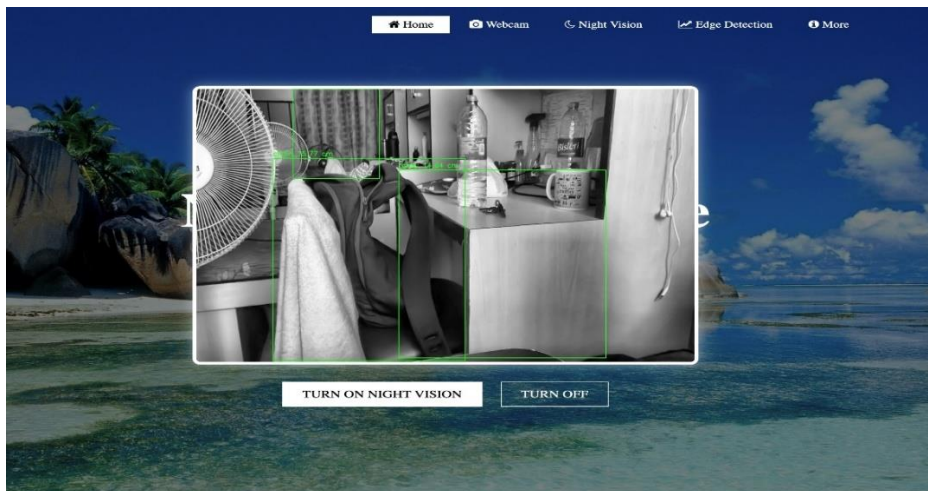 Home Webcam Night Vision Edge Detection More
Bisleri
TURN ON NIGHT VISION TURN OFF